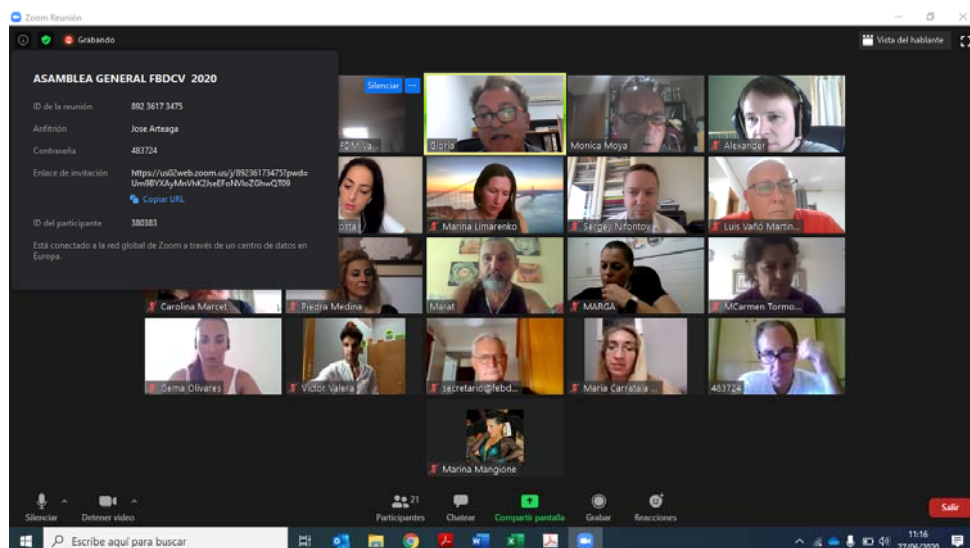 Zoom Reunión
Grabando
Vista del hablante
ASAMBLEA GENERAL FBDCV 2020
ID de la reunión 892 3617 3475
Anfitrión Jose Arteaga
Contraseña 483724
Enlace de invitación https://us02web.zoom.us/j/89236173475?pwd=
Copiar URL
ID del participante 380383
Está conectado a la red global de Zoom a través de un centro de datos en
Europa.
Silenciar ...
Gloria
Monica Moya
Alexander
Marina Limarenko
Sergey Nifontov
Luis Vañó Martin...
Carolina Marcet
Piedra Medina
Marat
MARGA
MCarmen Tormo...
Gema Olivares
Victor Valera
secretario@febd...
Maria Carratala ...
483724
Marina Mangione
Silenciar
Detener video
Participantes 21
Chatear
Compartir pantalla
Grabar
Reacciones
Salir
Escribe aquí para buscar
11:16
27/06/2020